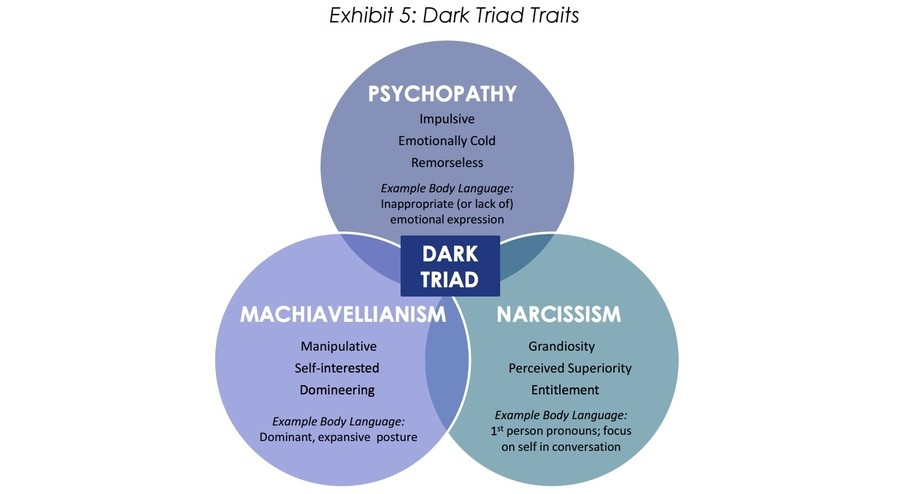 Exhibit 5: Dark Triad Traits
PSYCHOPATHY
Impulsive
Emotionally Cold
Remorseless
Example Body Language:
Inappropriate (or lack of)
emotional expression
DARK
TRIAD
MACHIAVELLIANISM
Manipulative
Self-interested
Domineering
Example Body Language:
Dominant, expansive posture
NARCISSISM
Grandiosity
Perceived Superiority
Entitlement
Example Body Language:
1st person pronouns; focus
on self in conversation